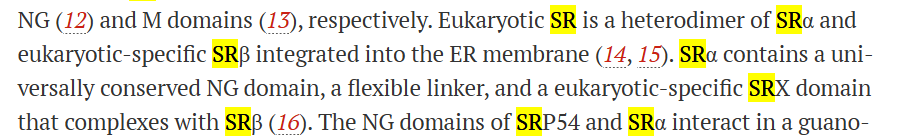 NG (12) and M domains (13), respectively. Eukaryotic SR is a heterodimer of SRα and
eukaryotic-specific SRβ integrated into the ER membrane (14, 15). SRα contains a uni-
versally conserved NG domain, a flexible linker, and a eukaryotic-specific SRX domain
that complexes with SRβ (16). The NG domains of SRP54 and SRα interact in a guano-